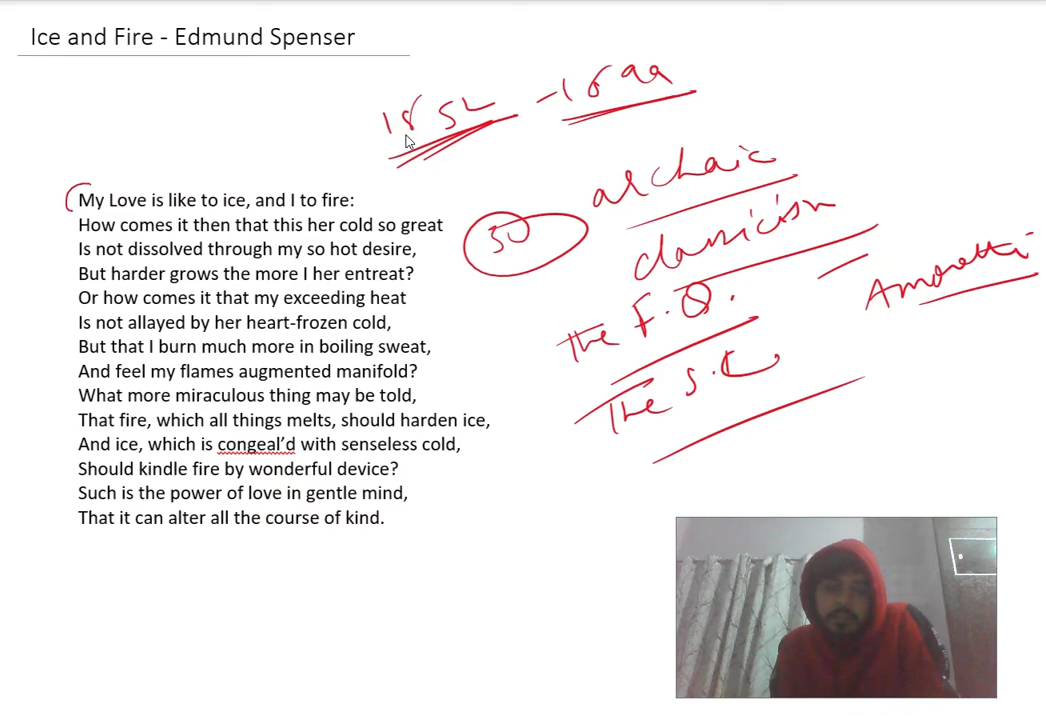 Ice and Fire - Edmund Spenser
1852 - 1699
archaic
My Love is like to ice, and I to fire:
How comes it then that this her cold so great
Is not dissolved through my so hot desire,
But harder grows the more I her entreat?
Or how comes it that my exceeding heat
Is not allayed by her heart-frozen cold,
But that I burn much more in boiling sweat,
And feel my flames augmented manifold?
What more miraculous thing may be told,
That fire, which all things melts, should harden ice,
And ice, which is congeal’d with senseless cold,
Should kindle fire by wonderful device?
Such is the power of love in gentle mind,
That it can alter all the course of kind.
classicism
Amoretti
The F.Q.
The S.C